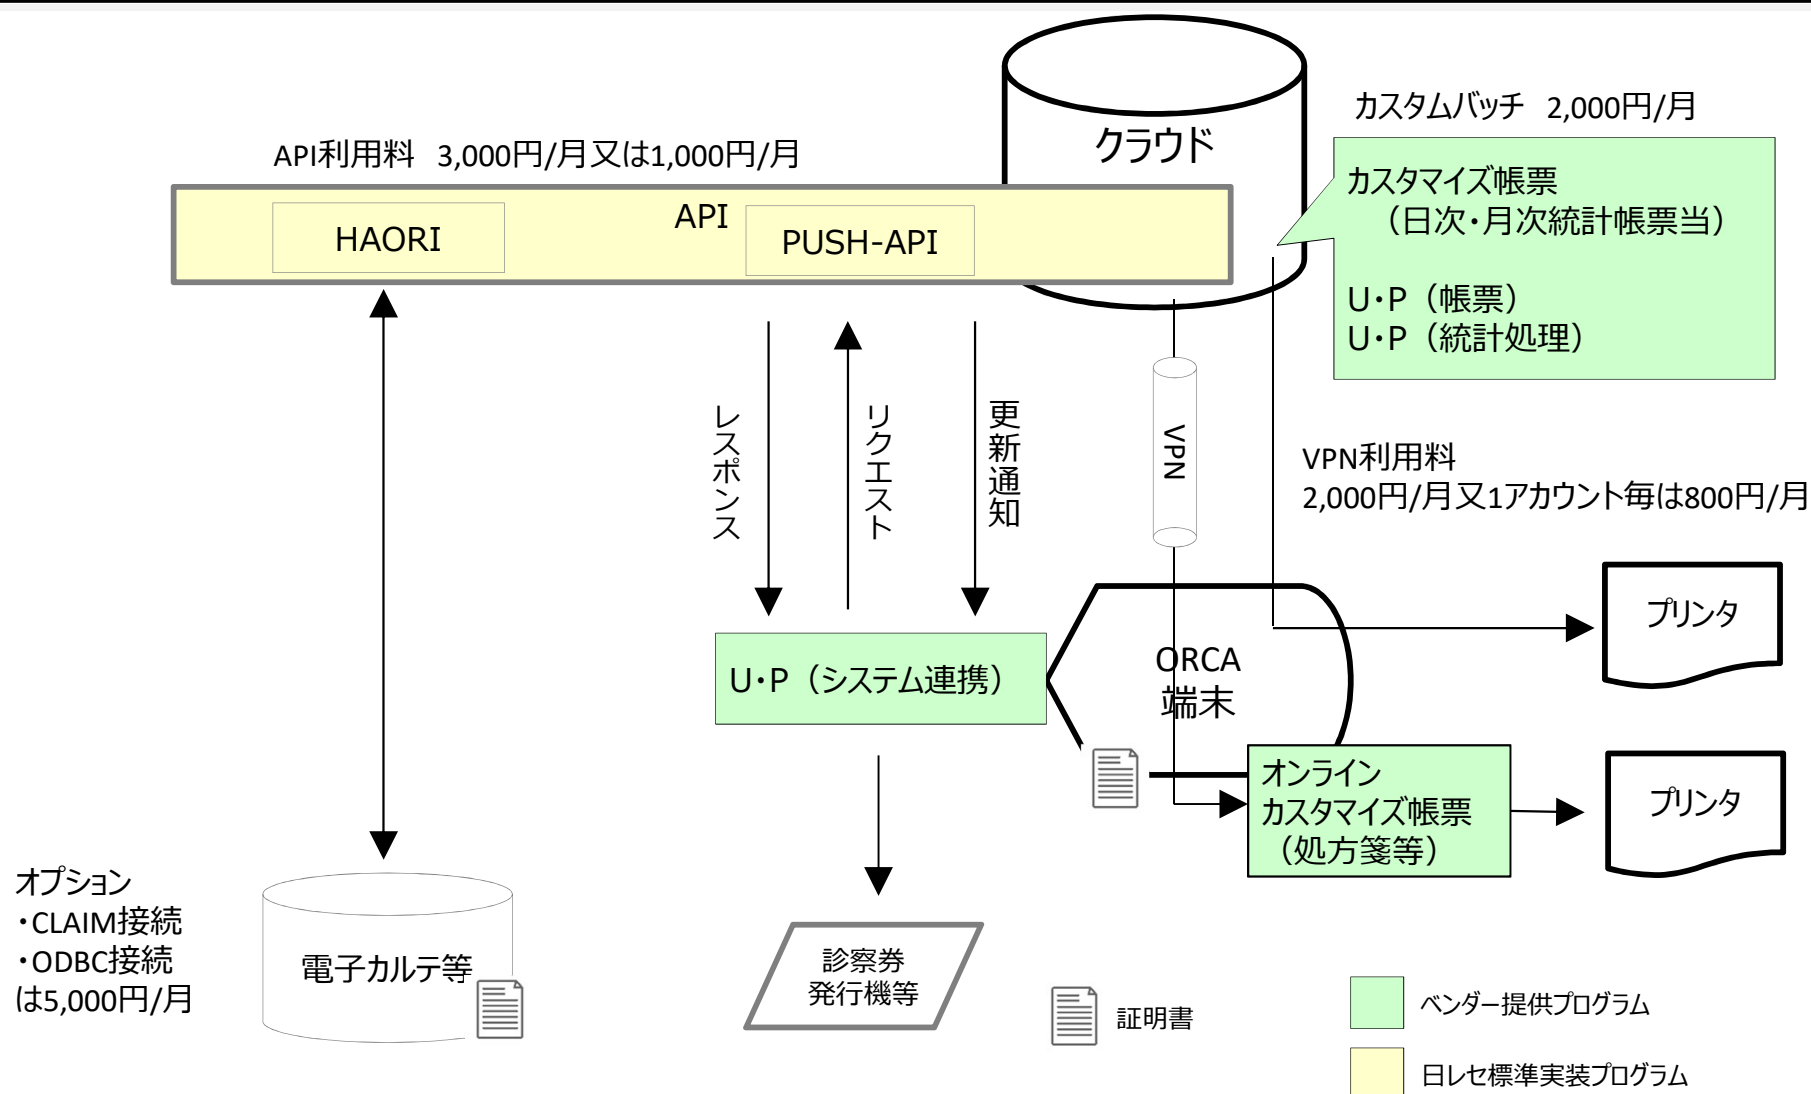 カスタムバッチ 2,000円/月
クラウド
API利用料 3,000円/月又は1,000円/月
カスタマイズ帳票
（日次・月次統計帳票当）
API
HAORI
PUSH-API
U・P（帳票）
U・P（統計処理）
レスポンス
リクエスト
更新通知
VPN
VPN利用料
2,000円/月又1アカウント毎は800円/月
プリンタ
ORCA
端末
U・P（システム連携）
オンライン
カスタマイズ帳票
（処方箋等）
プリンタ
オプション
・CLAIM接続
・ODBC接続
は5,000円/月
電子カルテ等
診察券
発行機等
証明書
ベンダー提供プログラム
日レセ標準実装プログラム